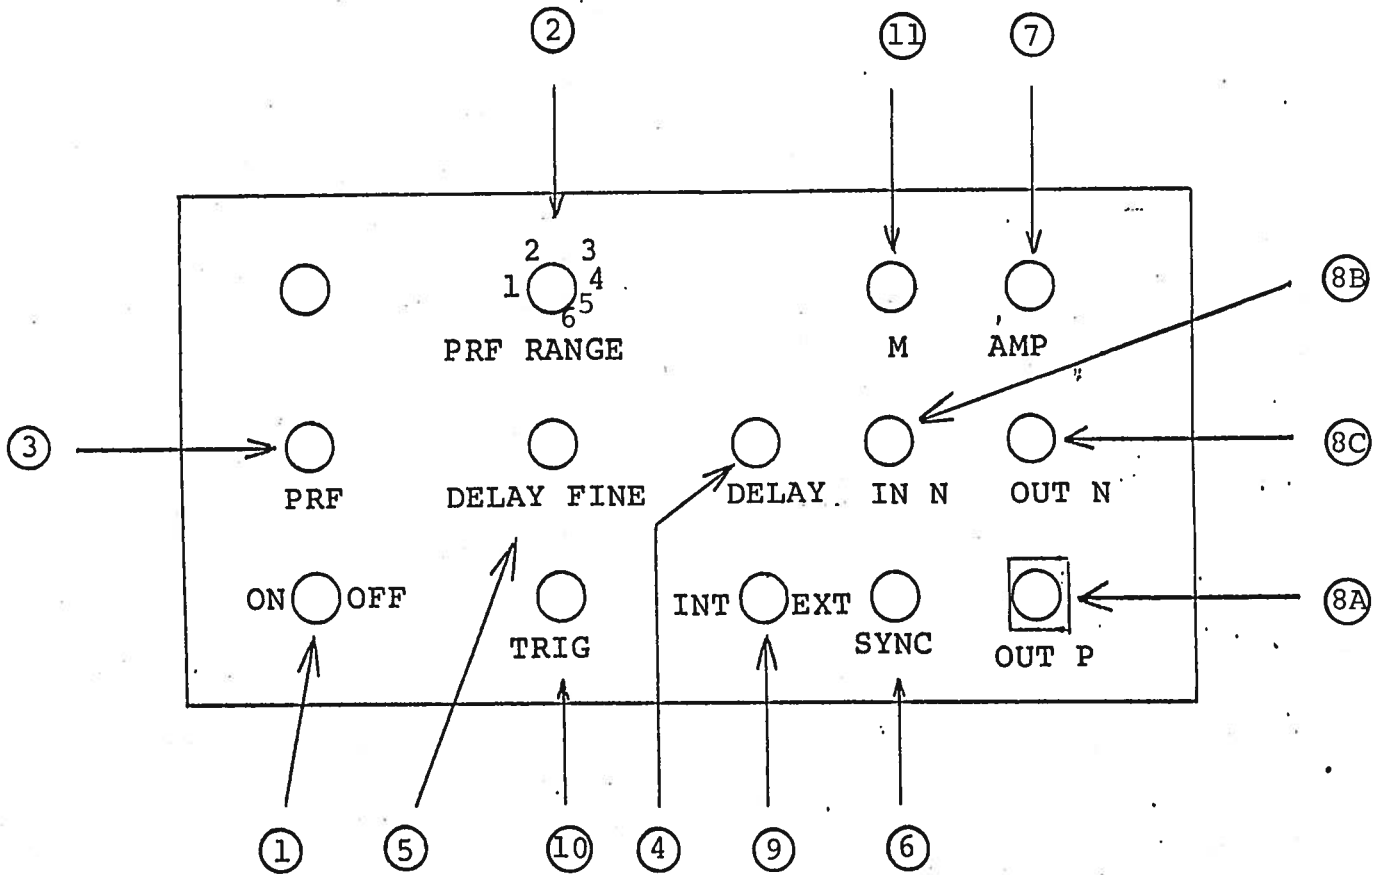 2 11 7
2 3
1 4
5
6
8B
PRF RANGE M AMP
3 8C
PRF DELAY FINE DELAY IN N OUT N
ON OFF INT EXT 8A
TRIG SYNC OUT P
1 5 10 4 9 6